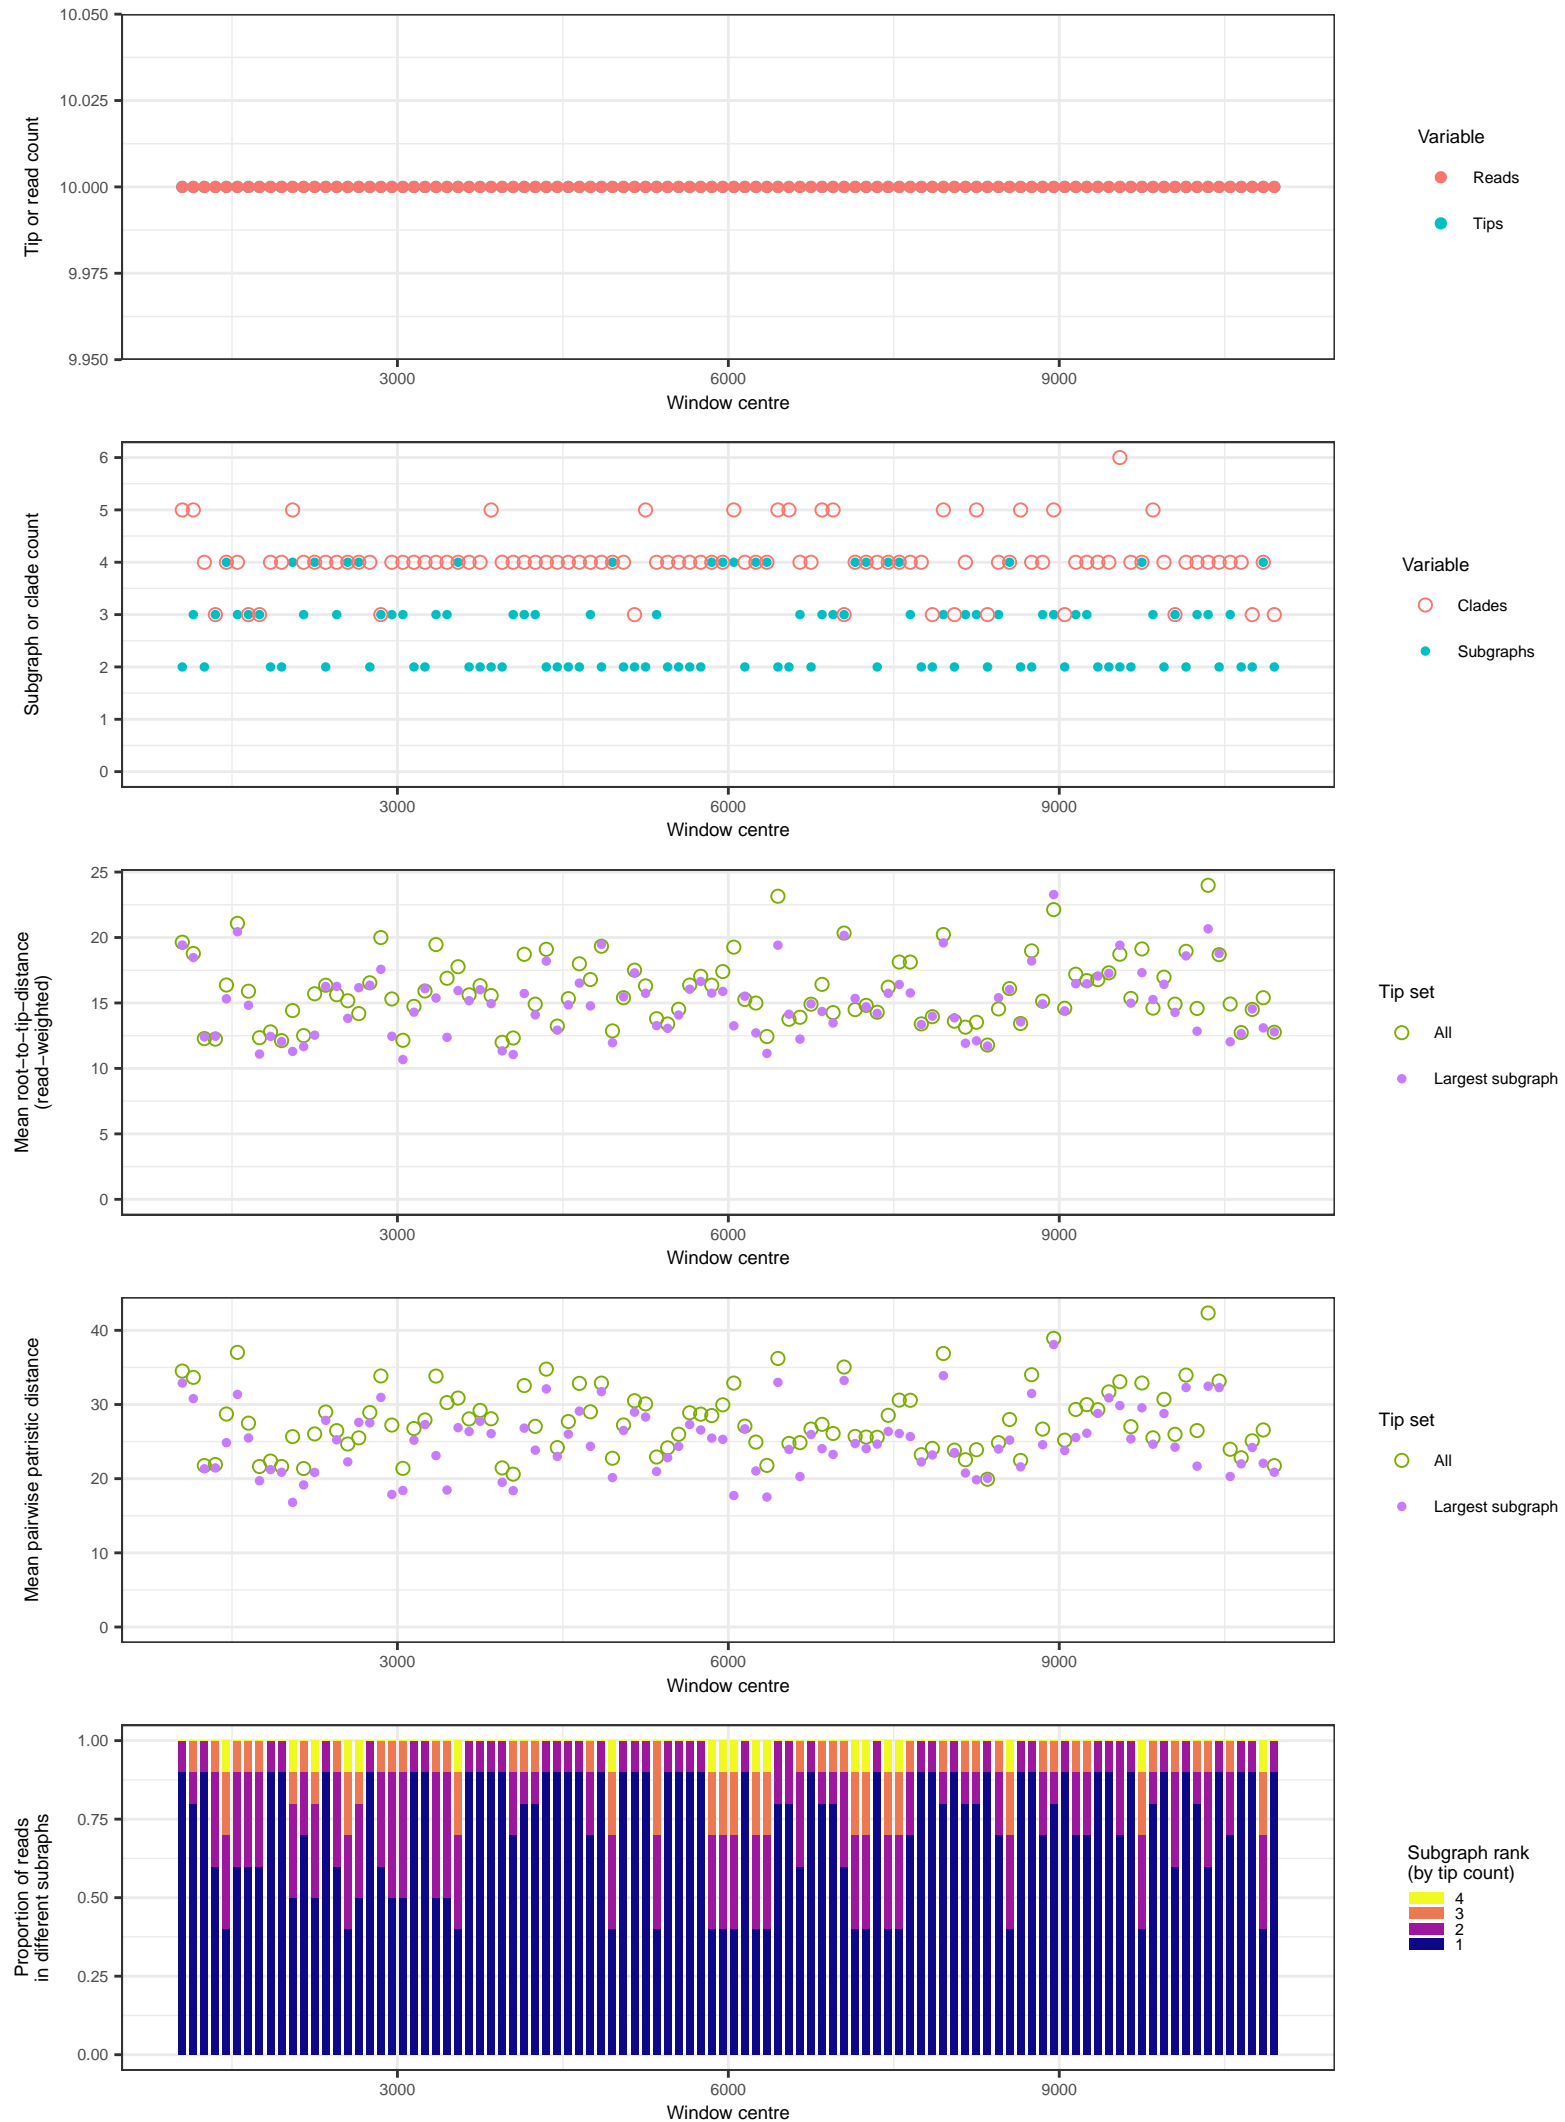 10.050
10.025
10.000
9.975
9.950
Tip or read count
3000 6000 9000
Window centre
Variable
Reads
Tips
6
5
4
3
2
1
0
Subgraph or clade count
3000 6000 9000
Window centre
Variable
Clades
Subgraphs
25
20
15
10
5
0
Mean root−to−tip−distance
(read−weighted)
3000 6000 9000
Window centre
Tip set
All
Largest subgraph
40
30
20
10
0
Mean pairwise patristic distance
3000 6000 9000
Window centre
Tip set
All
Largest subgraph
1.00
0.75
0.50
0.25
0.00
Proportion of reads
in different subraphs
3000 6000 9000
Window centre
Subgraph rank
(by tip count)
4
3
2
1